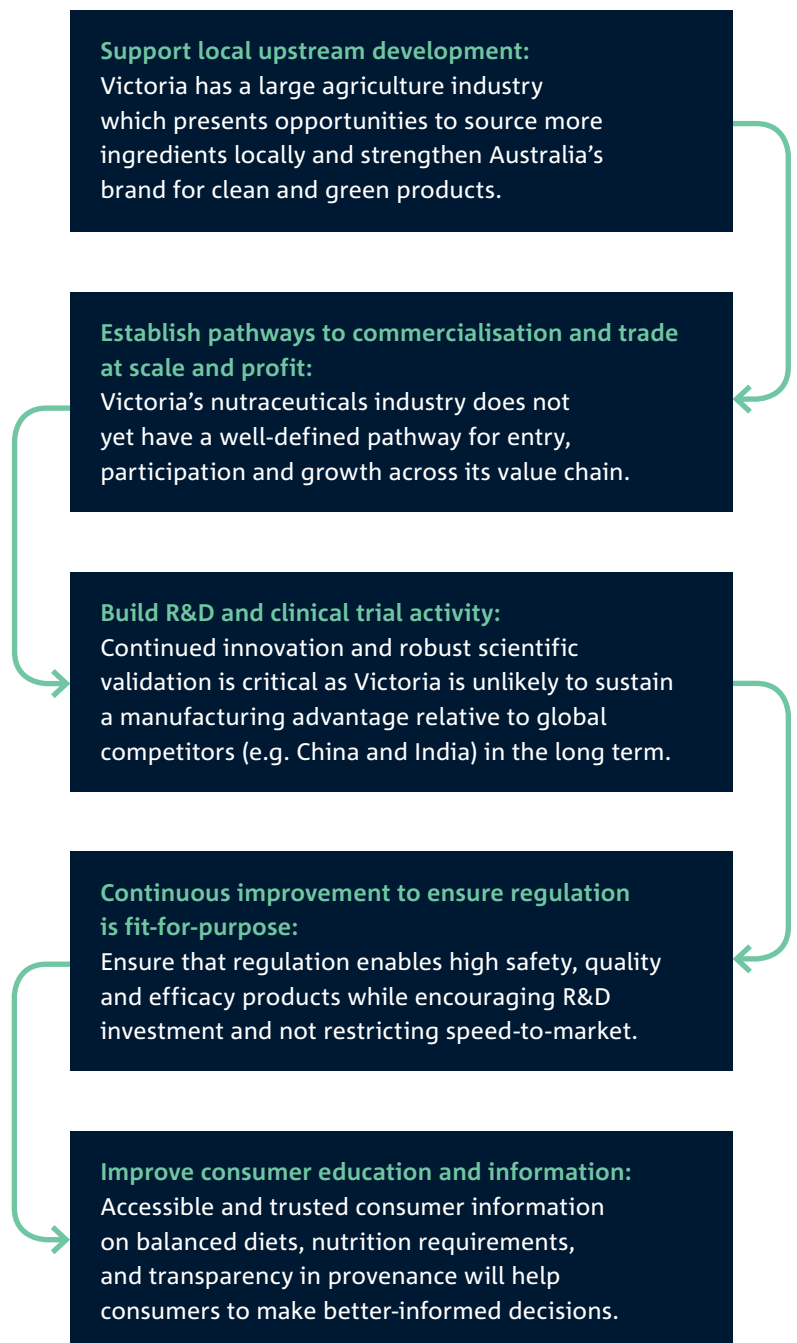 Support local upstream development:
Victoria has a large agriculture industry
which presents opportunities to source more
ingredients locally and strengthen Australia’s
brand for clean and green products.
Establish pathways to commercialisation and trade
at scale and profit:
Victoria’s nutraceuticals industry does not
yet have a well-defined pathway for entry,
participation and growth across its value chain.
Build R&D and clinical trial activity:
Continued innovation and robust scientific
validation is critical as Victoria is unlikely to sustain
a manufacturing advantage relative to global
competitors (e.g. China and India) in the long term.
Continuous improvement to ensure regulation
is fit-for-purpose:
Ensure that regulation enables high safety, quality
and efficacy products while encouraging R&D
investment and not restricting speed-to-market.
Improve consumer education and information:
Accessible and trusted consumer information
on balanced diets, nutrition requirements,
and transparency in provenance will help
consumers to make better-informed decisions.